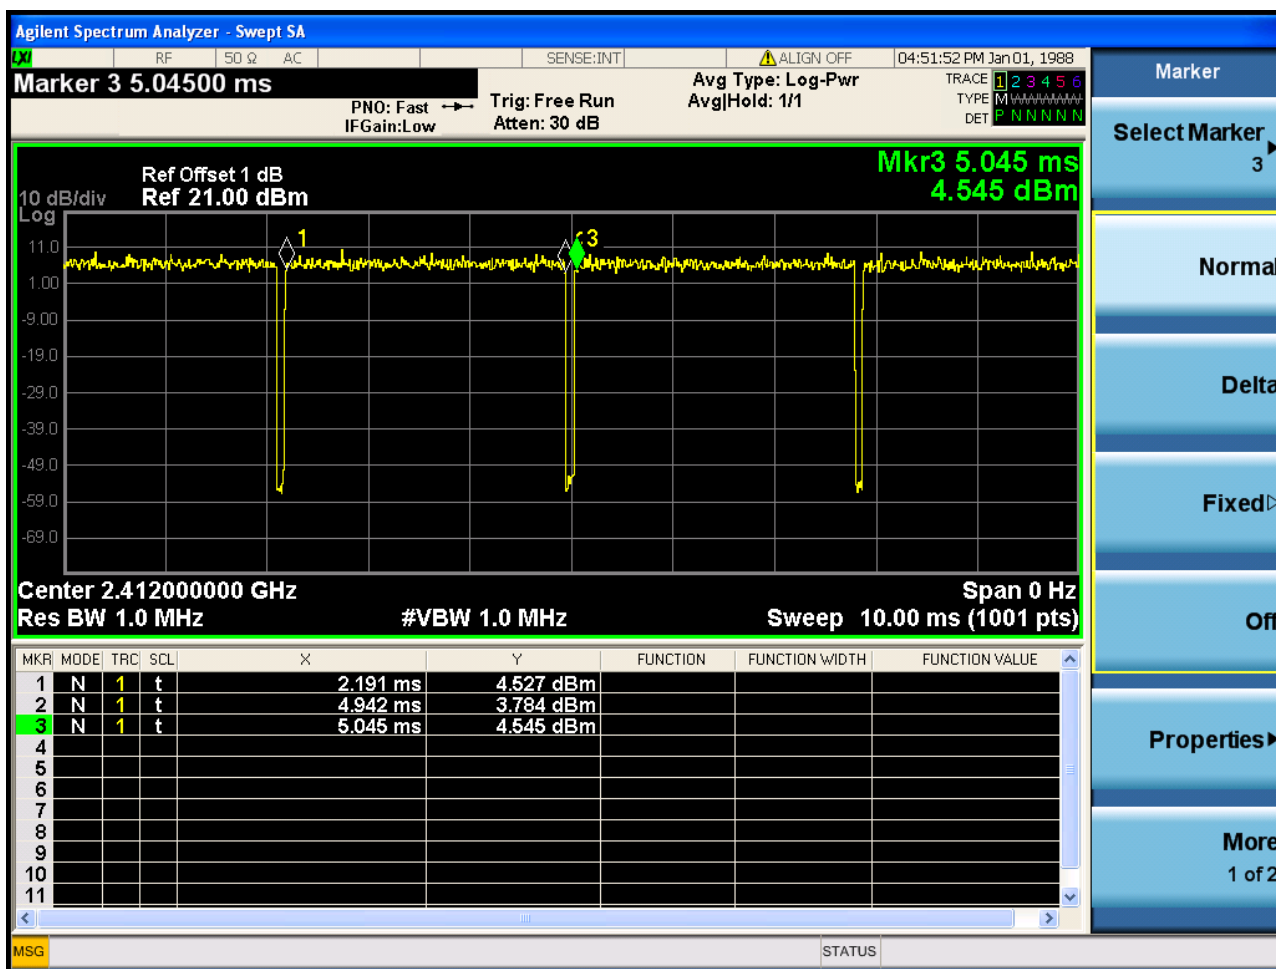 Agilent Spectrum Analyzer - Swept SA
LXI RF 50 Ω AC SENSE:INT ALIGN OFF 04:51:52 PM Jan 01, 1988
Marker 3 5.04500 ms
PNO: Fast
IFGain:Low
Trig: Free Run
Atten: 30 dB
Avg Type: Log-Pwr
Avg|Hold: 1/1
TRACE 1 2 3 4 5 6
TYPE M WWWWW
DET P N N N N N
Mkr3 5.045 ms
4.545 dBm
Ref Offset 1 dB
10 dB/div Ref 21.00 dBm
Log
11.0
1.00
-9.00
-19.0
-29.0
-39.0
-49.0
-59.0
-69.0
1
3
Center 2.412000000 GHz Span 0 Hz
Res BW 1.0 MHz #VBW 1.0 MHz Sweep 10.00 ms (1001 pts)
MKR MODE TRC SCL X Y FUNCTION FUNCTION WIDTH FUNCTION VALUE
1 N 1 t 2.191 ms 4.527 dBm
2 N 1 t 4.942 ms 3.784 dBm
3 N 1 t 5.045 ms 4.545 dBm
4
5
6
7
8
9
10
11
MSG STATUS
Marker
Select Marker
3
Normal
Delta
Fixed
Off
Properties
More
1 of 2